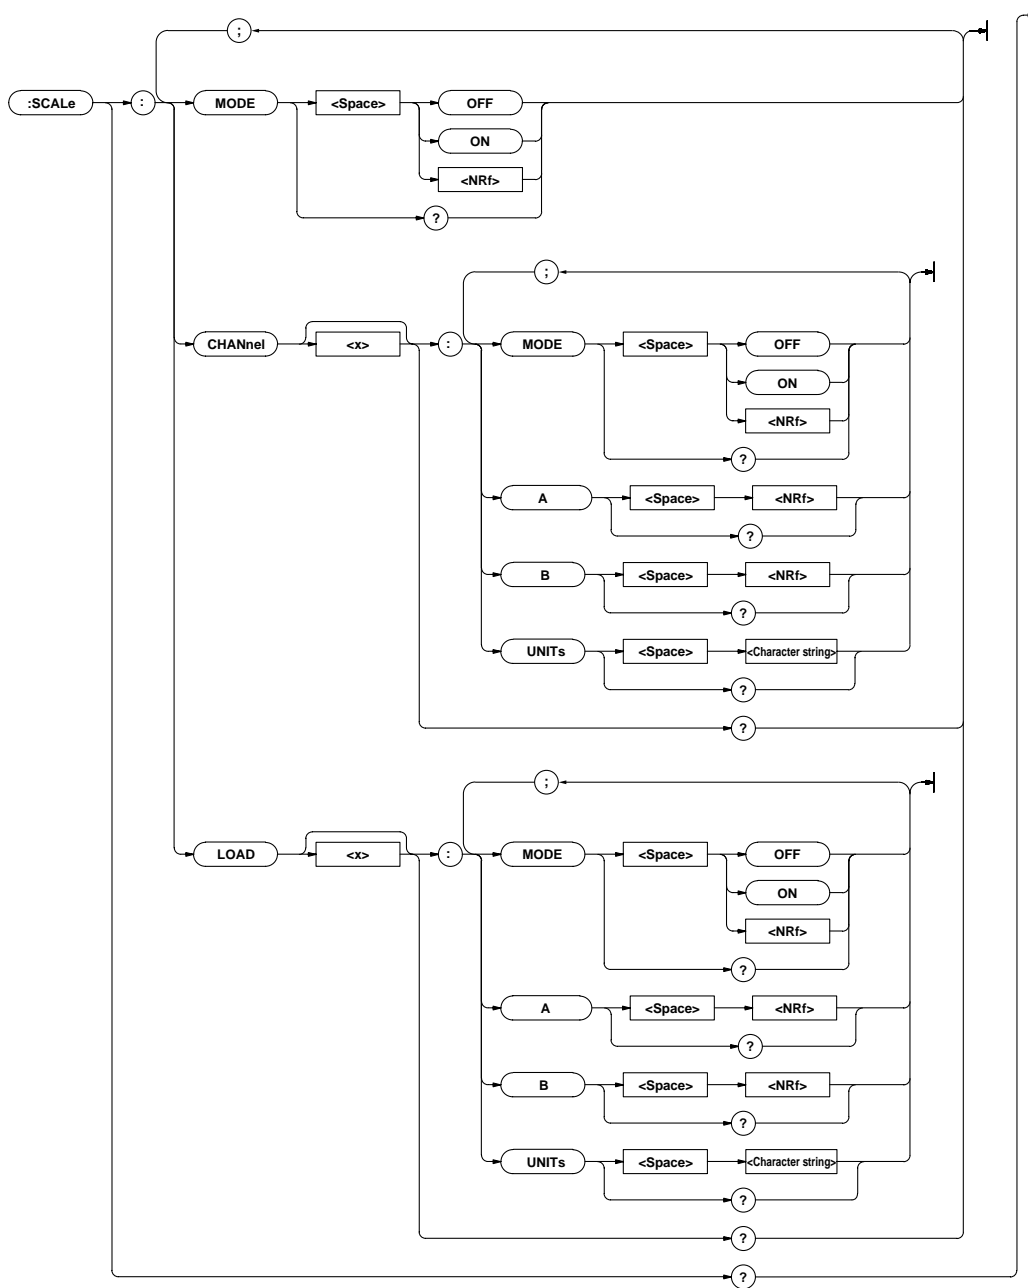 ;
:SCALe : MODE <Space> OFF
ON
<NRf>
?
;
CHANnel <x> : MODE <Space> OFF
ON
<NRf>
?
A <Space> <NRf>
?
B <Space> <NRf>
?
UNITs <Space> <Character string>
?
?
;
LOAD <x> : MODE <Space> OFF
ON
<NRf>
?
A <Space> <NRf>
?
B <Space> <NRf>
?
UNITs <Space> <Character string>
?
?
?